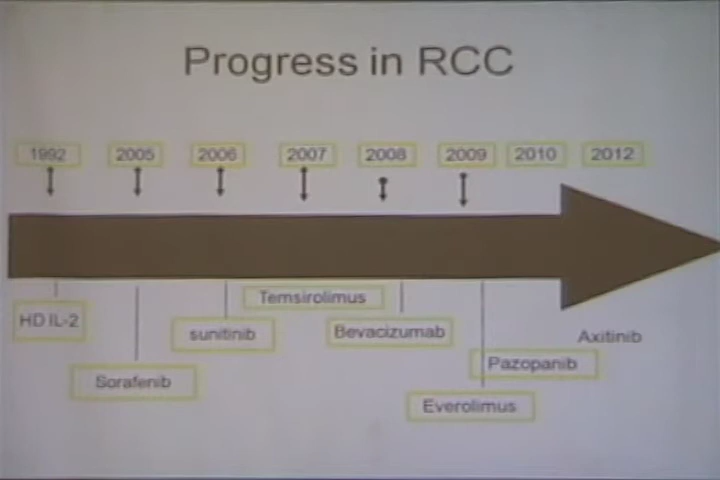 Progress in RCC
1992 2005 2006 2007 2008 2009 2010 2012
Temsirolimus
HD IL-2 sunitinib Bevacizumab Axitinib
Sorafenib Pazopanib
Everolimus